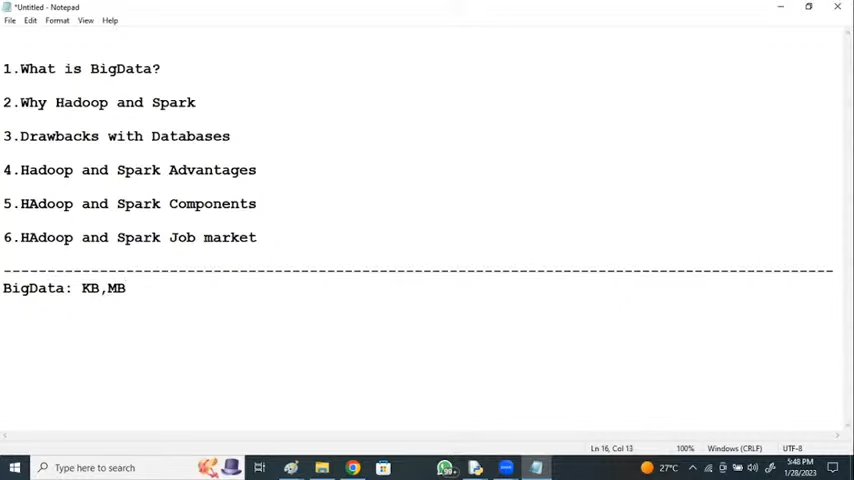 *Untitled - Notepad
File Edit Format View Help
1.What is BigData?
2.Why Hadoop and Spark
3.Drawbacks with Databases
4.Hadoop and Spark Advantages
5.HAdoop and Spark Components
6.HAdoop and Spark Job market
-----------------------------------------------------------------------------------------------
BigData: KB,MB
Ln 16, Col 13 100% Windows (CRLF) UTF-8
Type here to search
99+
27°C
5:48 PM
1/28/2023